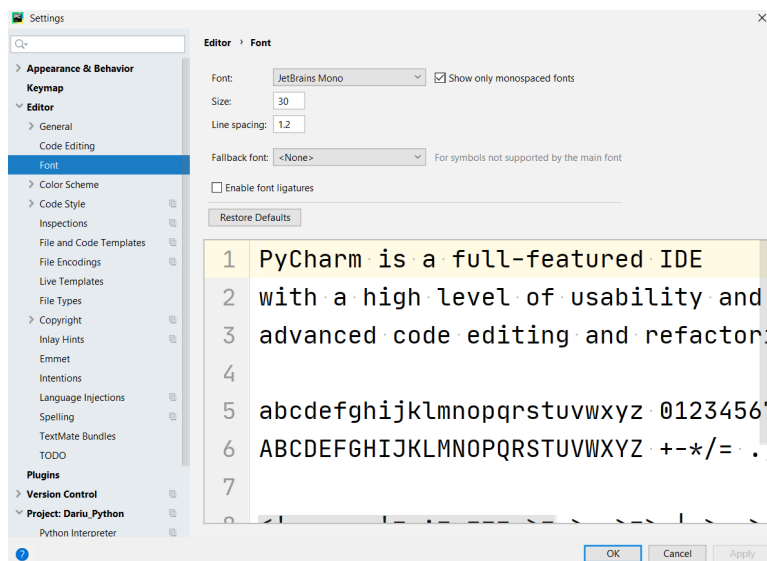 Settings
Editor › Font
Appearance & Behavior
Keymap
Editor
General
Code Editing
Font
Color Scheme
Code Style
Inspections
File and Code Templates
File Encodings
Live Templates
File Types
Copyright
Inlay Hints
Emmet
Intentions
Language Injections
Spelling
TextMate Bundles
TODO
Plugins
Version Control
Project: Dariu_Python
Python Interpreter
Font: JetBrains Mono Show only monospaced fonts
Size: 30
Line spacing: 1.2
Fallback font: <None> For symbols not supported by the main font
Enable font ligatures
Restore Defaults
1 PyCharm is a full-featured IDE
2 with a high level of usability and
3 advanced code editing and refactor
4
5 abcdefghijklmnopqrstuvwxyz 0123456
6 ABCDEFGHIJKLMNOPQRSTUVWXYZ +-*/= .
7
? OK Cancel Apply